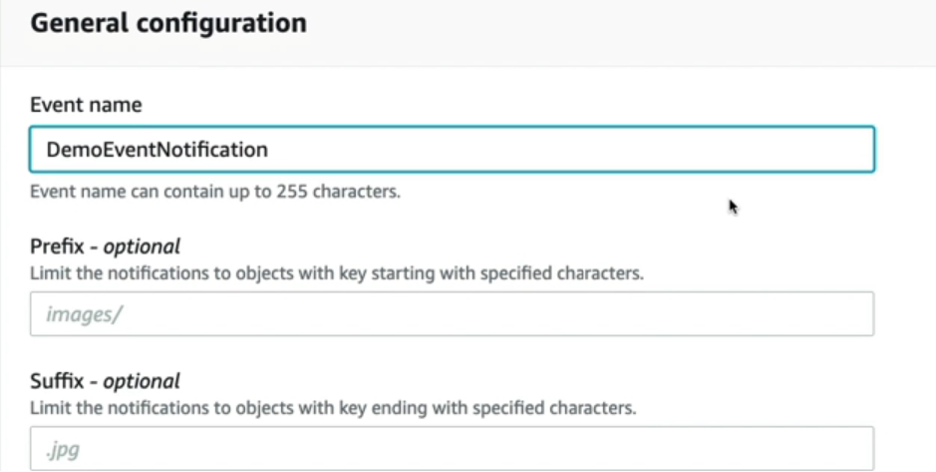 General configuration
Event name
DemoEventNotification
Event name can contain up to 255 characters.
Prefix - optional
Limit the notifications to objects with key starting with specified characters.
images/
Suffix - optional
Limit the notifications to objects with key ending with specified characters.
.jpg